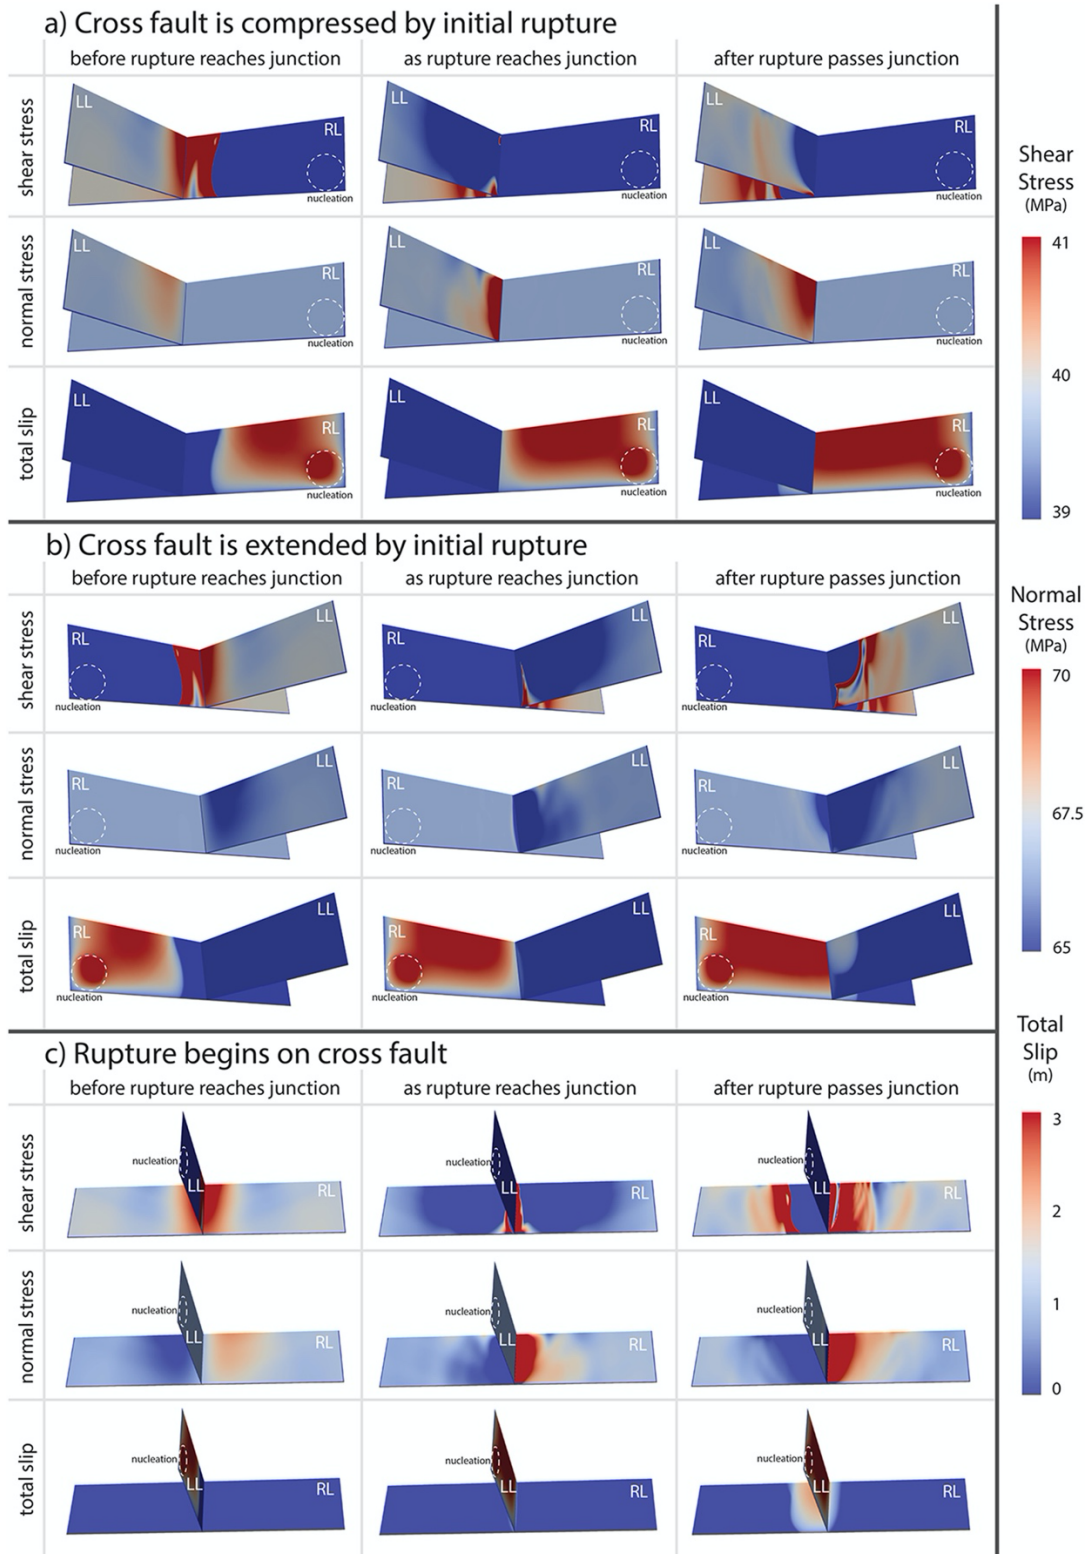 a) Cross fault is compressed by initial rupture
before rupture reaches junction
as rupture reaches junction
after rupture passes junction
shear stress
LL
RL
nucleation
LL
RL
nucleation
LL
RL
nucleation
normal stress
LL
RL
nucleation
LL
RL
nucleation
LL
RL
nucleation
total slip
LL
RL
nucleation
LL
RL
nucleation
LL
RL
nucleation
b) Cross fault is extended by initial rupture
before rupture reaches junction
as rupture reaches junction
after rupture passes junction
shear stress
RL
LL
nucleation
RL
LL
nucleation
RL
LL
nucleation
normal stress
RL
LL
nucleation
RL
LL
nucleation
RL
LL
nucleation
total slip
RL
LL
nucleation
RL
LL
nucleation
RL
LL
nucleation
c) Rupture begins on cross fault
before rupture reaches junction
as rupture reaches junction
after rupture passes junction
shear stress
nucleation
LL
RL
nucleation
LL
RL
nucleation
LL
RL
normal stress
nucleation
LL
RL
nucleation
LL
RL
nucleation
LL
RL
total slip
nucleation
LL
RL
nucleation
LL
RL
nucleation
LL
RL
Shear
Stress
(MPa)
41
40
39
Normal
Stress
(MPa)
70
67.5
65
Total
Slip
(m)
3
2
1
0